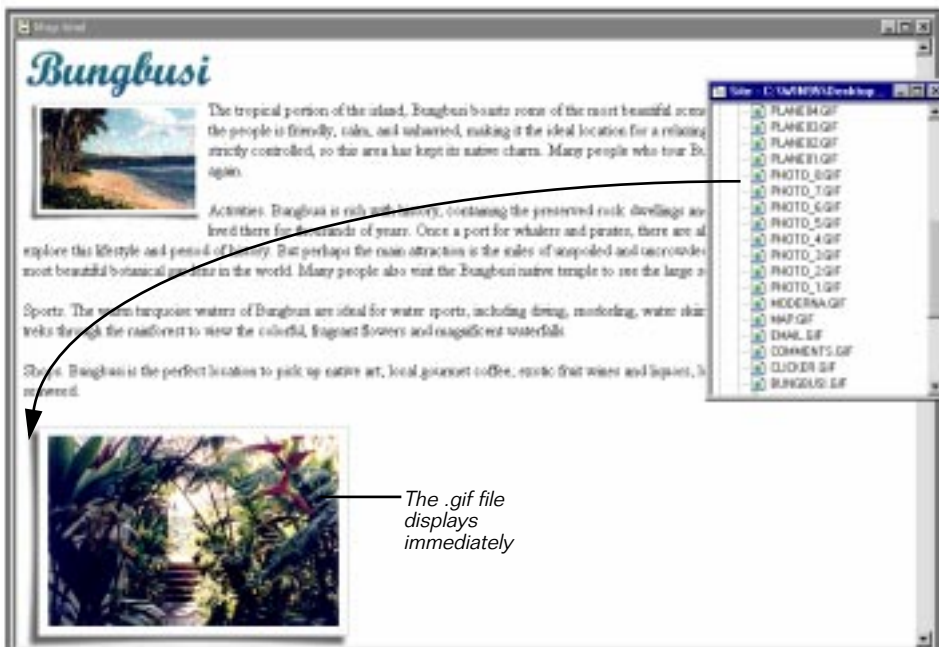 Bungbusi
The tropical portion of the island, Bungbusi boasts some of the most beautiful
the people is friendly, calm, and unhurried, making it the ideal location for a relaxing
strictly controlled, so this area has kept its native charm. Many people who tour
again.
Activities. Bungbusi is rich with history, containing the preserved rock dwellings
lived there for thousands of years. Once a port for whalers and pirates, there are
explore this lifestyle and period of history. But perhaps the main attraction is the miles of unspoiled and
most beautiful botanical gardens in the world. Many people also visit the Bungbusi native temple to see the large
Sports. The warm turquoise waters of Bungbusi are ideal for water sports, including diving, snorkeling, water
treks through the rainforest to view the colorful, fragrant flowers and magnificent waterfalls.
Shops. Bungbusi is the perfect location to pick up native art, local gourmet coffee, exotic fruit wines and liquors,
Site - C:\WIN98\Desktop...
PLANE04.GIF
PLANE03.GIF
PLANE02.GIF
PLANE01.GIF
PHOTO_8.GIF
PHOTO_7.GIF
PHOTO_6.GIF
PHOTO_5.GIF
PHOTO_4.GIF
PHOTO_3.GIF
PHOTO_2.GIF
PHOTO_1.GIF
MODERNA.GIF
MAP.GIF
EMAIL.GIF
COMMENTS.GIF
CLICKER.GIF
BUNGBUSI.GIF
The .gif file
displays
immediately